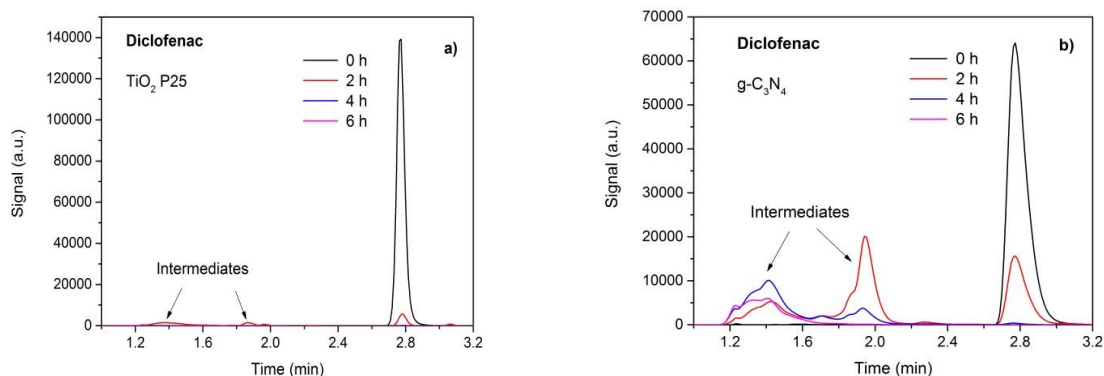 Diclofenac
a)
TiO2 P25
0 h
2 h
4 h
6 h
Intermediates
Signal (a.u.)
140000
120000
100000
80000
60000
40000
20000
0
1.2 1.6 2.0 2.4 2.8 3.2
Time (min)
Diclofenac
b)
g-C3N4
0 h
2 h
4 h
6 h
Intermediates
Signal (a.u.)
70000
60000
50000
40000
30000
20000
10000
0
1.2 1.6 2.0 2.4 2.8 3.2
Time (min)